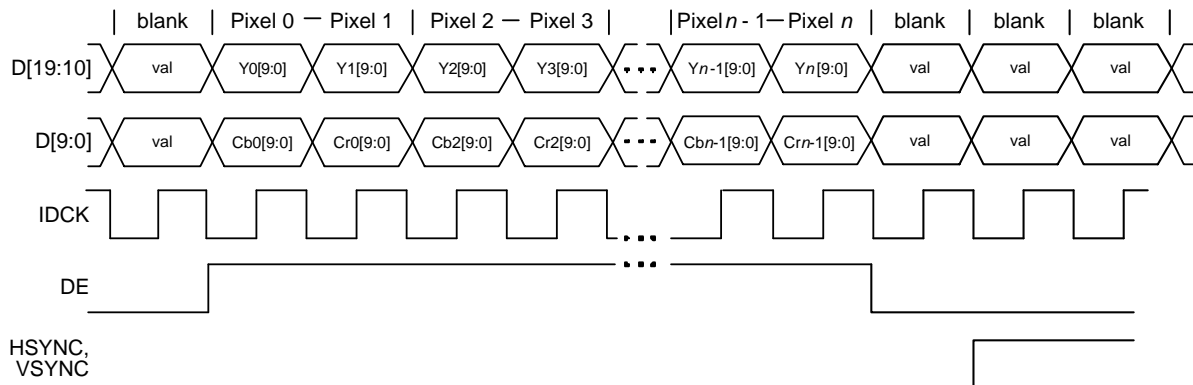 blank Pixel 0 — Pixel 1 Pixel 2 — Pixel 3 Pixel n - 1 — Pixel n blank blank blank
D[19:10] val Y0[9:0] Y1[9:0] Y2[9:0] Y3[9:0] Yn-1[9:0] Yn[9:0] val val val
D[9:0] val Cb0[9:0] Cr0[9:0] Cb2[9:0] Cr2[9:0] Cbn-1[9:0] Crn-1[9:0] val val val
IDCK
DE
HSYNC,
VSYNC